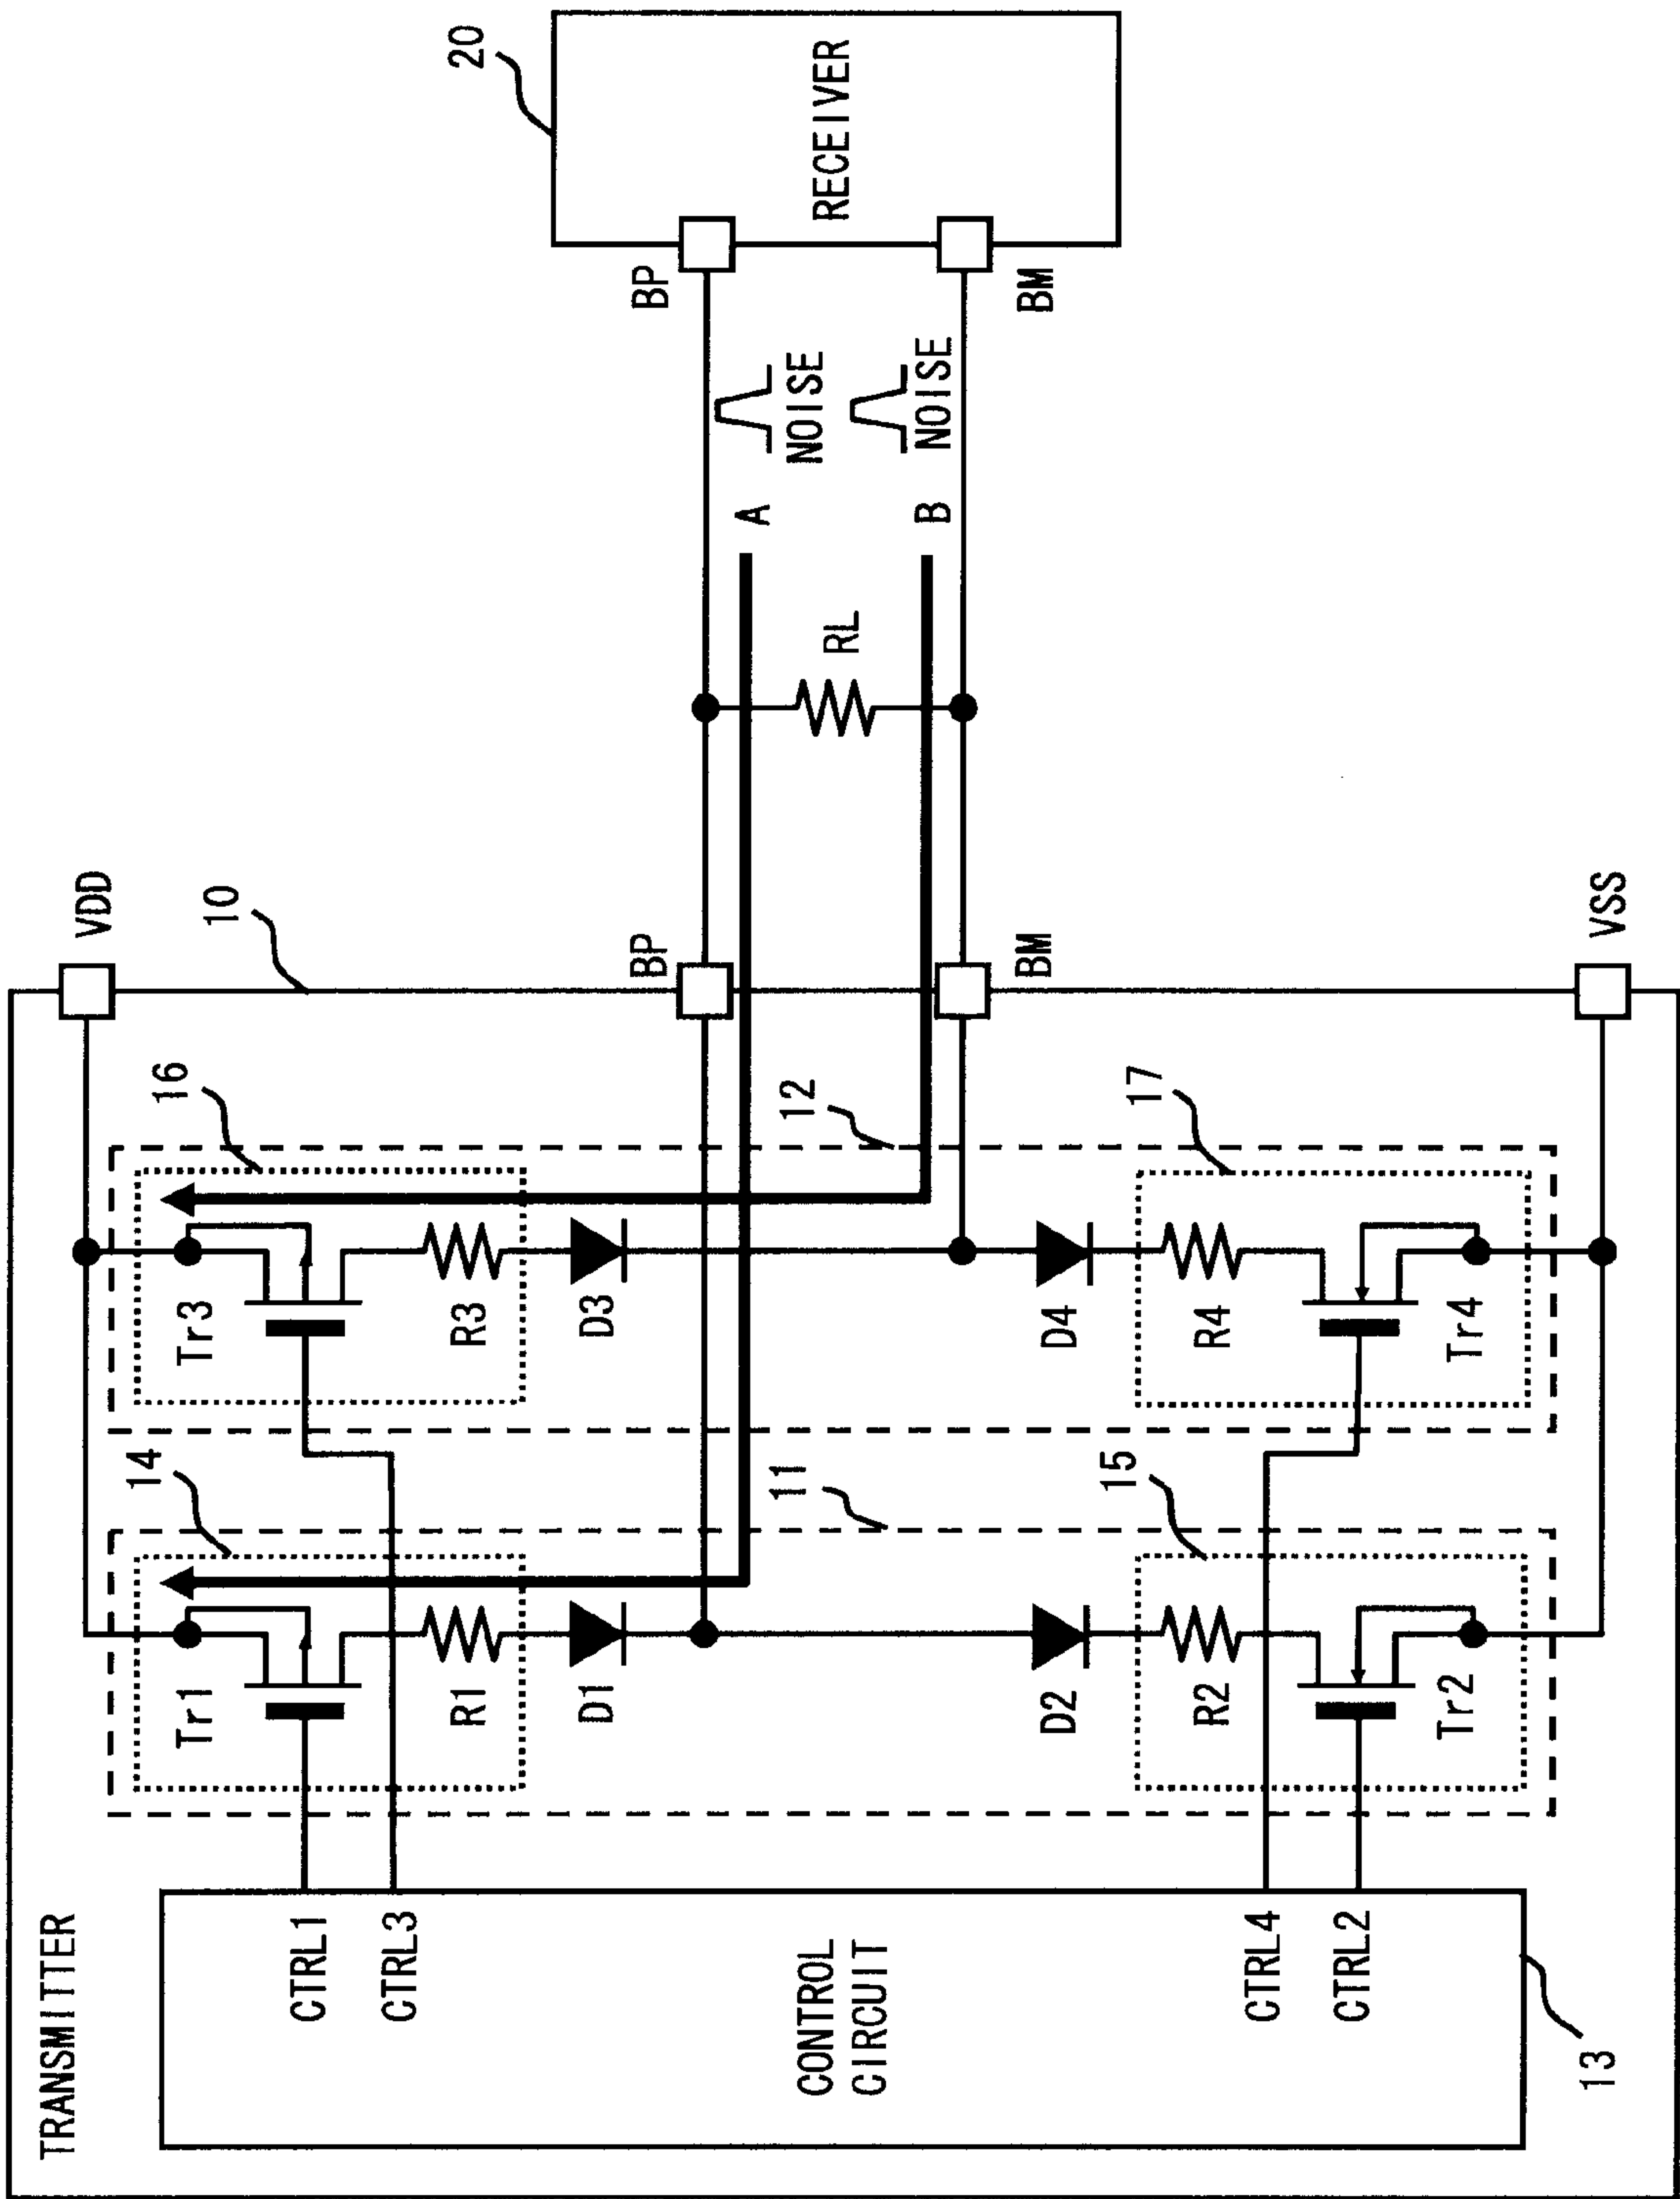 TRANSMITTER
VDD
10
16
14
Tr1
Tr3
CTRL1
CTRL3
R1
R3
D1
D3
CONTROL
CIRCUIT
11
12
BP
BM
A
B
RL
NOISE
NOISE
BP
BM
20
RECEIVER
D2
D4
15
17
R2
R4
CTRL4
CTRL2
Tr2
Tr4
13
VSS